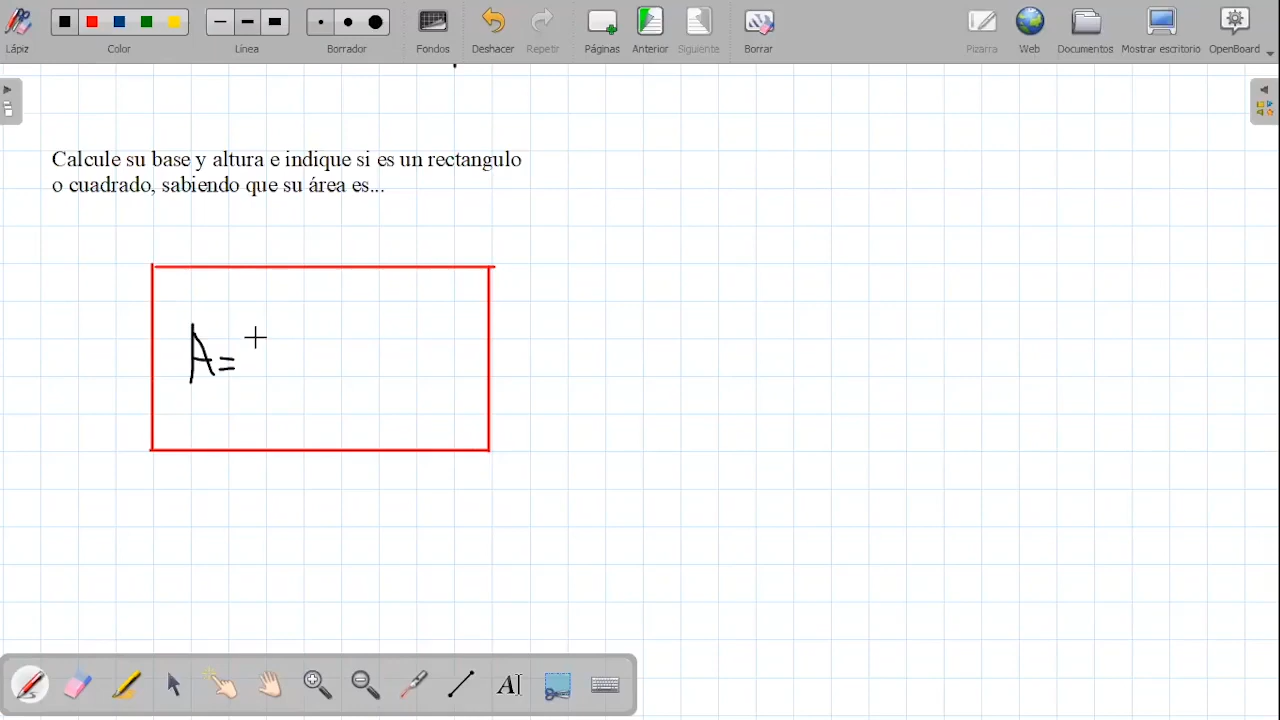 Lápiz
Color
Línea
Borrador
Fondos
Deshacer
Repetir
Páginas
Anterior
Siguiente
Borrar
Pizarra
Web
Documentos
Mostrar escritorio
OpenBoard
Calcule su base y altura e indique si es un rectangulo
o cuadrado, sabiendo que su área es...
A=